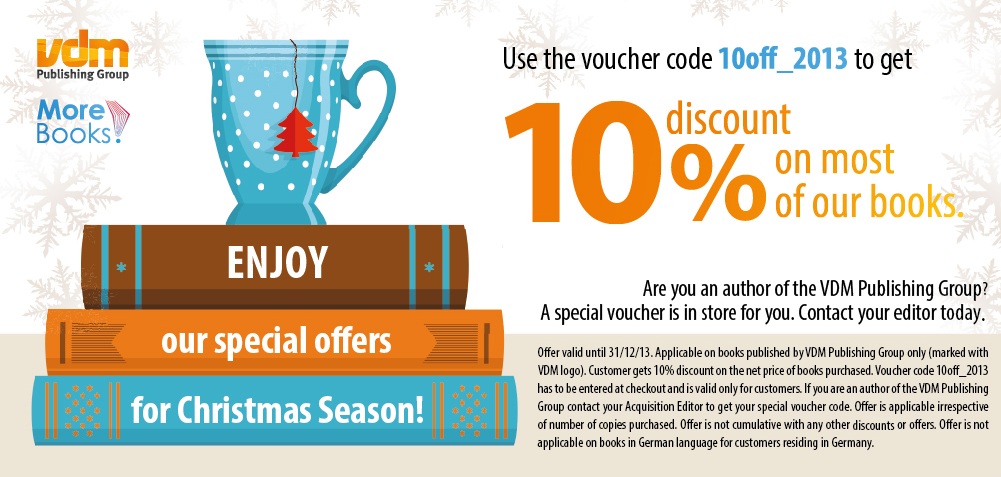 vdm
Publishing Group
More
BOOKS!
ENJOY
our special offers
for Christmas Season!
Use the voucher code 10off_2013 to get
10%
discount
on most
of our books.
Are you an author of the VDM Publishing Group?
A special voucher is in store for you. Contact your editor today.
Offer valid until 31/12/13. Applicable on books published by VDM Publishing Group only (marked with
VDM logo). Customer gets 10% discount on the net price of books purchased. Voucher code 10off_2013
has to be entered at checkout and is valid only for customers. If you are an author of the VDM Publishing
Group contact your Acquisition Editor to get your special voucher code. Offer is applicable irrespective
of number of copies purchased. Offer is not cumulative with any other discounts or offers. Offer is not
applicable on books in German language for customers residing in Germany.